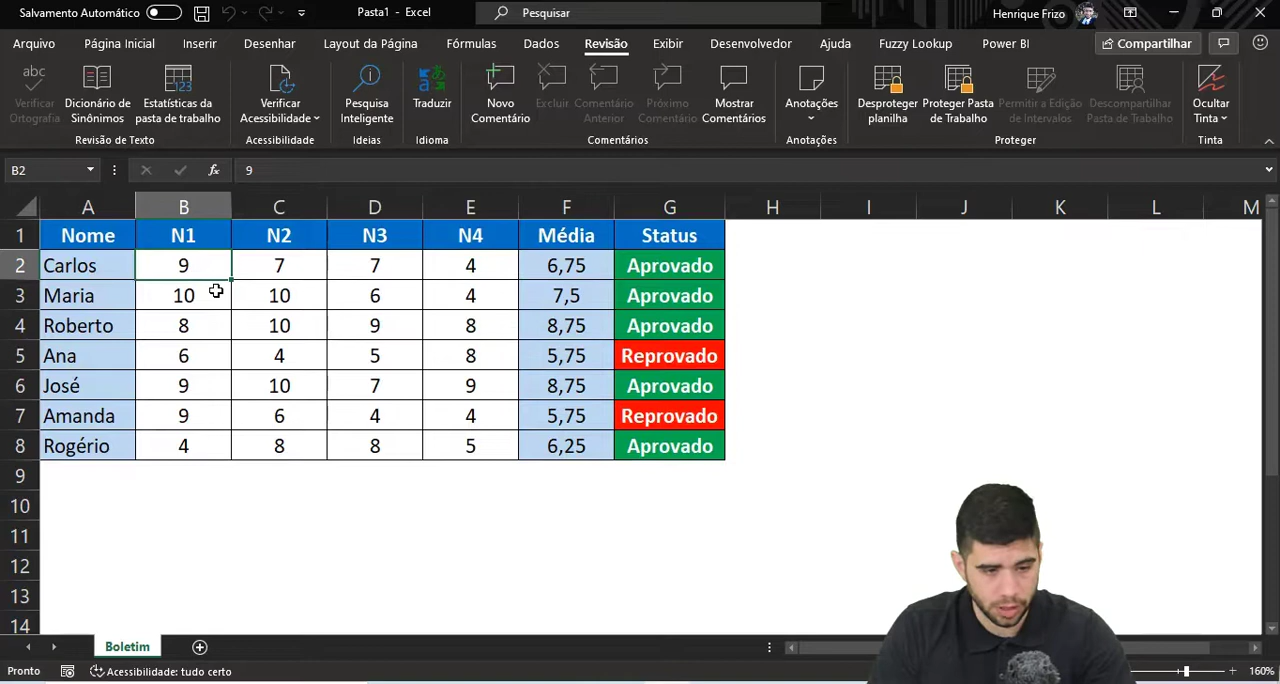 Salvamento Automático
Pasta1 - Excel
Pesquisar
Henrique Frizo
Arquivo Página Inicial Inserir Desenhar Layout da Página Fórmulas Dados Revisão Exibir Desenvolvedor Ajuda Fuzzy Lookup Power BI Compartilhar
abc
Verificar Ortografia
Dicionário de Sinônimos
Estatísticas da pasta de trabalho
Verificar Acessibilidade
Pesquisa Inteligente
Traduzir
Novo Comentário
Excluir
Comentário Anterior
Próximo Comentário
Mostrar Comentários
Anotações
Desproteger planilha
Proteger Pasta de Trabalho
Permitir a Edição de Intervalos
Descompartilhar Pasta de Trabalho
Ocultar Tinta
Revisão de Texto Acessibilidade Ideias Idioma Comentários Anotações Proteger Tinta
B2 fx 9
A B C D E F G H I J K L M
1 Nome N1 N2 N3 N4 Média Status
2 Carlos 9 7 7 4 6,75 Aprovado
3 Maria 10 10 6 4 7,5 Aprovado
4 Roberto 8 10 9 8 8,75 Aprovado
5 Ana 6 4 5 8 5,75 Reprovado
6 José 9 10 7 9 8,75 Aprovado
7 Amanda 9 6 4 4 5,75 Reprovado
8 Rogério 4 8 8 5 6,25 Aprovado
9
10
11
12
13
14
Boletim
Pronto Acessibilidade: tudo certo 160%